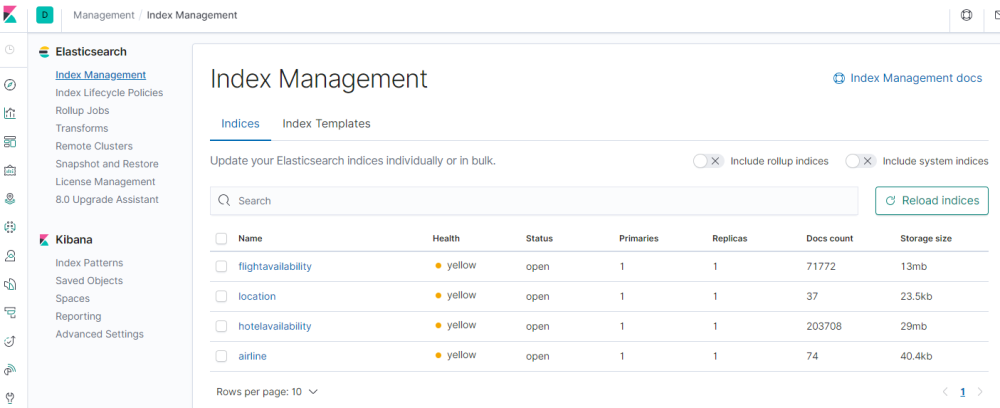 D Management / Index Management
Elasticsearch
Index Management
Index Lifecycle Policies
Rollup Jobs
Transforms
Remote Clusters
Snapshot and Restore
License Management
8.0 Upgrade Assistant
Kibana
Index Patterns
Saved Objects
Spaces
Reporting
Advanced Settings
Index Management
Index Management docs
Indices Index Templates
Update your Elasticsearch indices individually or in bulk. Include rollup indices Include system indices
Search Reload indices
Name Health Status Primaries Replicas Docs count Storage size
flightavailability yellow open 1 1 71772 13mb
location yellow open 1 1 37 23.5kb
hotelavailability yellow open 1 1 203708 29mb
airline yellow open 1 1 74 40.4kb
Rows per page: 10 1